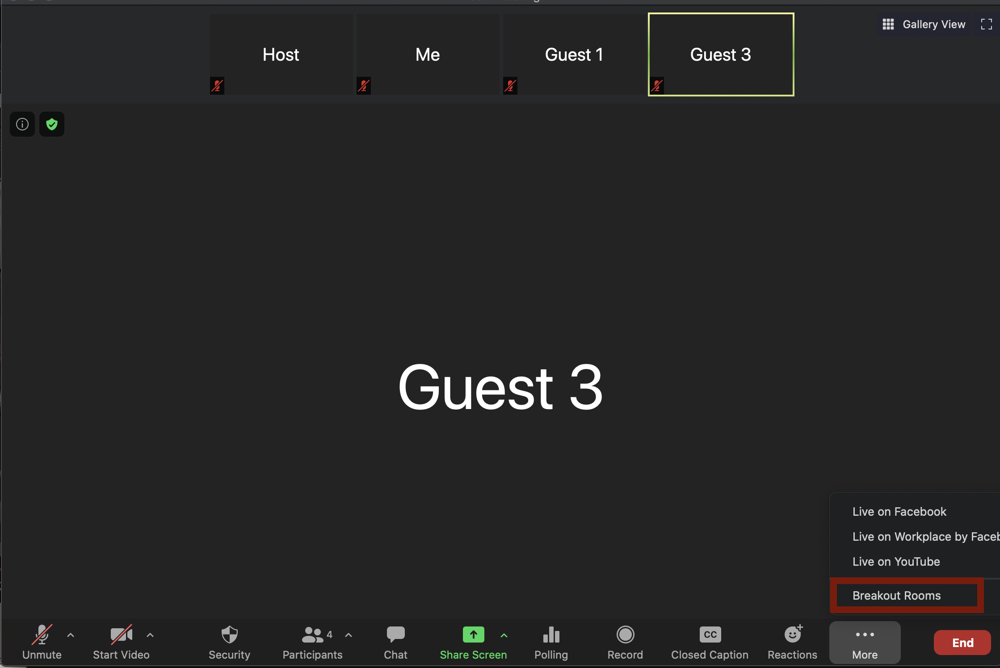 Host
Me
Guest 1
Guest 3
Gallery View
Guest 3
Live on Facebook
Live on Workplace by
Live on YouTube
Breakout Rooms
4
CC
Unmute
Start Video
Security
Participants
Chat
Share Screen
Polling
Record
Closed Caption
Reactions
More
End